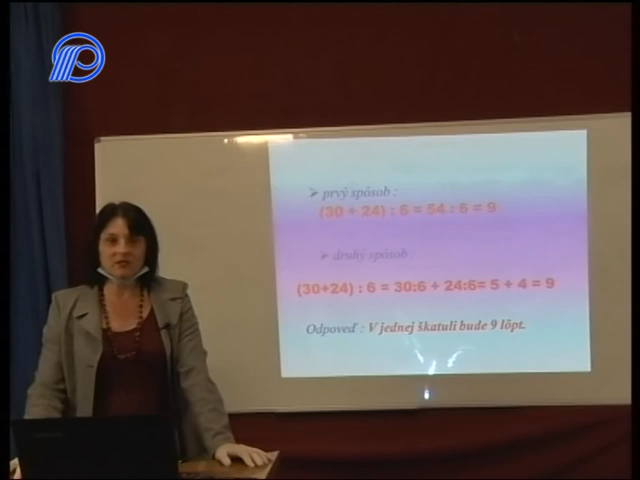 ➢ prvý spôsob :
(30 + 24) : 6 = 54 : 6 = 9
➢ druhý spôsob :
(30+24) : 6 = 30:6 + 24:6= 5 + 4 = 9
Odpoveď : V jednej škatuli bude 9 lôpt.